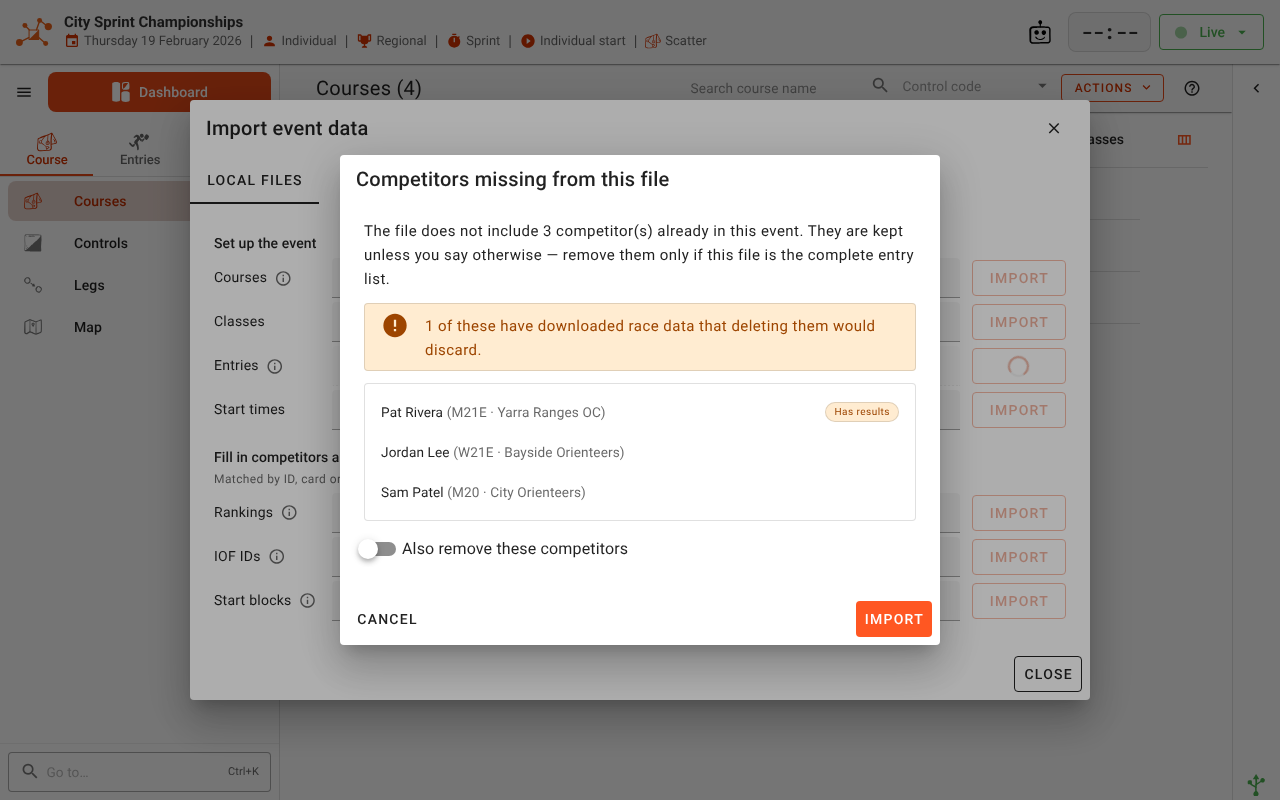 City Sprint Championships
Thursday 19 February 2026 | Individual | Regional | Sprint | Individual start | Scatter
--:--
Live
Dashboard
Courses (4)
Search course name
Control code
ACTIONS
Course
Entries
Courses
Controls
Legs
Map
Go to...
Ctrl+K
asses
Import event data
LOCAL FILES
Set up the event
Courses
IMPORT
Classes
IMPORT
Entries
Start times
IMPORT
Fill in competitors a
Matched by ID, card or
Rankings
IMPORT
IOF IDs
IMPORT
Start blocks
IMPORT
CLOSE
Competitors missing from this file
The file does not include 3 competitor(s) already in this event. They are kept
unless you say otherwise — remove them only if this file is the complete entry
list.
1 of these have downloaded race data that deleting them would
discard.
Pat Rivera (M21E · Yarra Ranges OC)
Has results
Jordan Lee (W21E · Bayside Orienteers)
Sam Patel (M20 · City Orienteers)
Also remove these competitors
CANCEL
IMPORT